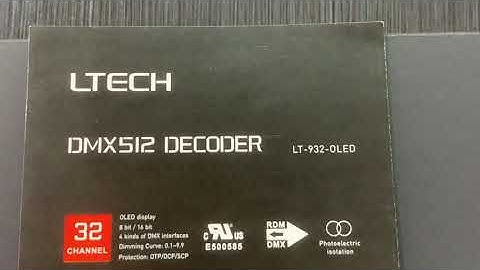 LTECH
DMX512 DECODER LT-932-OLED
32
CHANNEL
OLED display
8 bit / 16 bit
4 kinds of DMX interfaces
Dimming Curve: 0.1~9.9
Protection: OTP/OCP/SCP
C RU US
E500585
RDM
DMX
Photoelectric
isolation